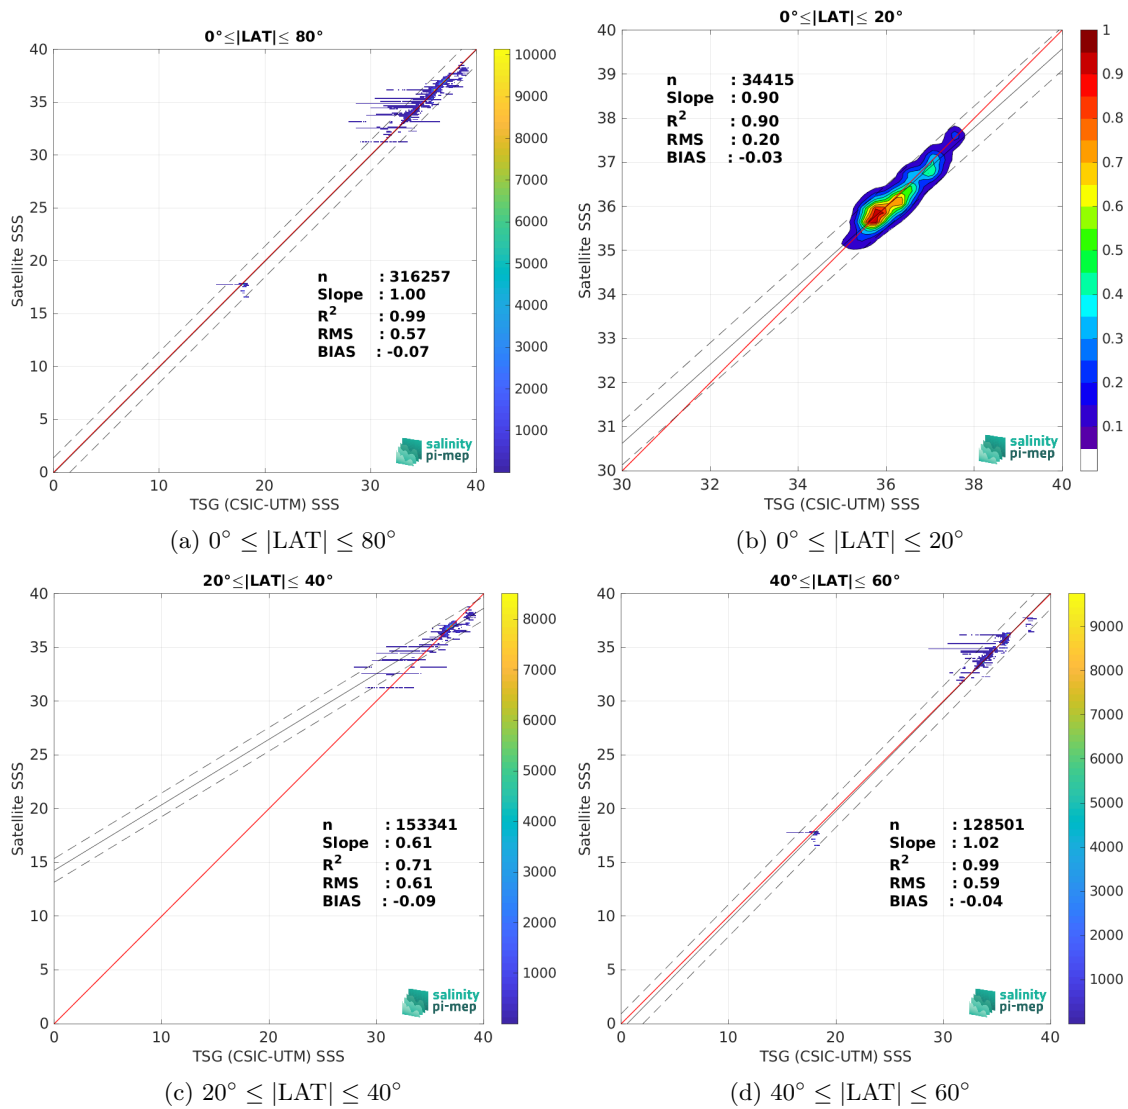 0°≤|LAT|≤ 80°
40
35
30
25
20
15
10
5
0
Satellite SSS
n : 316257
Slope : 1.00
R² : 0.99
RMS : 0.57
BIAS : -0.07
salinity
pi-mep
0 10 20 30 40
TSG (CSIC-UTM) SSS
10000
9000
8000
7000
6000
5000
4000
3000
2000
1000
0
(a) 0° ≤ |LAT| ≤ 80°
0°≤|LAT|≤ 20°
40
39
38
37
36
35
34
33
32
31
30
Satellite SSS
n : 34415
Slope : 0.90
R² : 0.90
RMS : 0.20
BIAS : -0.03
salinity
pi-mep
30 32 34 36 38 40
TSG (CSIC-UTM) SSS
1
0.9
0.8
0.7
0.6
0.5
0.4
0.3
0.2
0.1
(b) 0° ≤ |LAT| ≤ 20°
20°≤|LAT|≤ 40°
40
35
30
25
20
15
10
5
0
Satellite SSS
n : 153341
Slope : 0.61
R² : 0.71
RMS : 0.61
BIAS : -0.09
salinity
pi-mep
0 10 20 30 40
TSG (CSIC-UTM) SSS
8000
7000
6000
5000
4000
3000
2000
1000
(c) 20° ≤ |LAT| ≤ 40°
40°≤|LAT|≤ 60°
40
35
30
25
20
15
10
5
0
Satellite SSS
n : 128501
Slope : 1.02
R² : 0.99
RMS : 0.59
BIAS : -0.04
salinity
pi-mep
0 10 20 30 40
TSG (CSIC-UTM) SSS
9000
8000
7000
6000
5000
4000
3000
2000
1000
0
(d) 40° ≤ |LAT| ≤ 60°